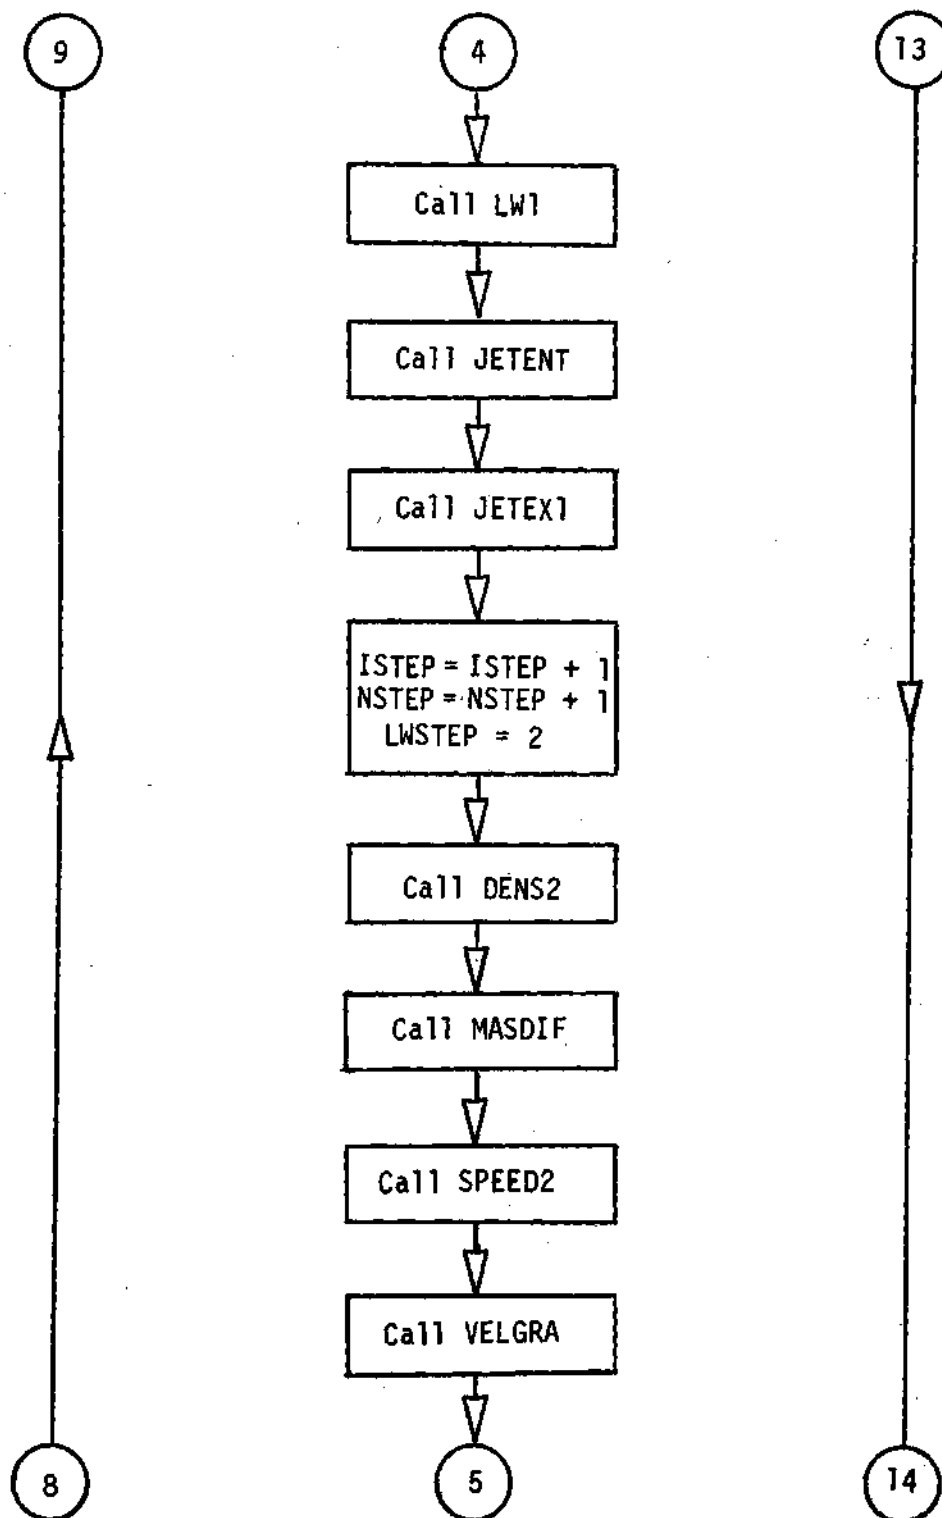 9
4
13
Call LW1
Call JETENT
Call JETEX1
ISTEP = ISTEP + 1
NSTEP = NSTEP + 1
LWSTEP = 2
Call DENS2
Call MASDIF
Call SPEED2
Call VELGRA
8
5
14